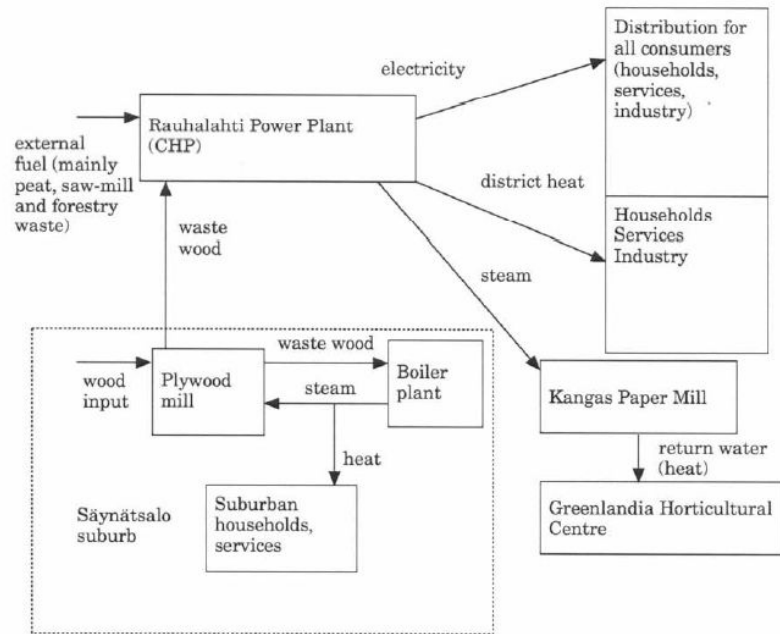 Distribution for
all consumers
(households,
services,
industry)
electricity
Rauhalahti Power Plant
(CHP)
external
fuel (mainly
peat, saw-mill
and forestry
waste)
district heat
waste
wood
Households
Services
Industry
steam
waste wood
wood
input
Plywood
mill
steam
Boiler
plant
Kangas Paper Mill
heat
return water
(heat)
Säynätsalo
suburb
Suburban
households,
services
Greenlandia Horticultural
Centre